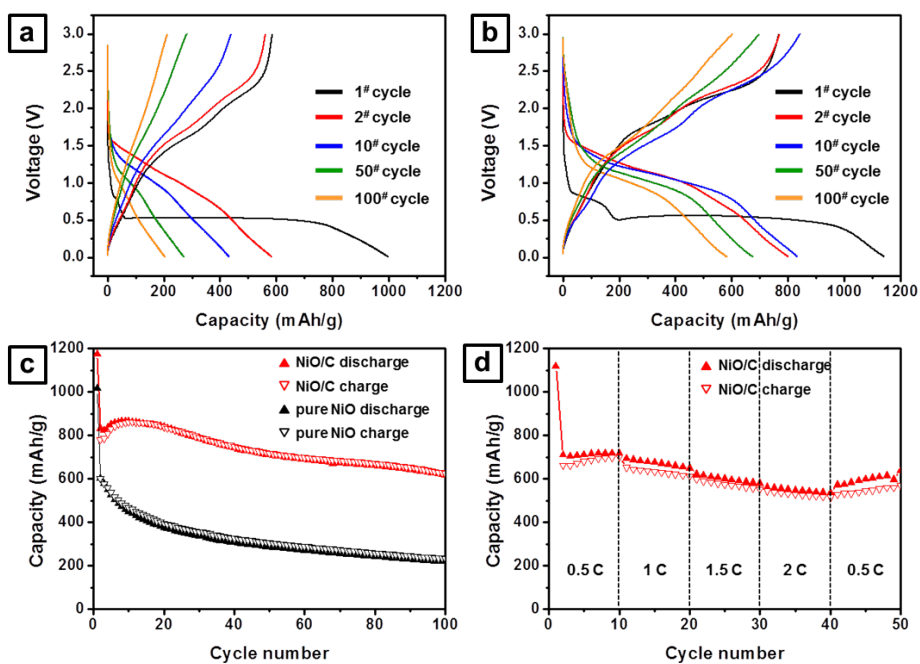 a
3.0
2.5
2.0
1.5
1.0
0.5
0.0
Voltage (V)
1# cycle
2# cycle
10# cycle
50# cycle
100# cycle
0 200 400 600 800 1000 1200
Capacity (mAh/g)
b
3.0
2.5
2.0
1.5
1.0
0.5
0.0
Voltage (V)
1# cycle
2# cycle
10# cycle
50# cycle
100# cycle
0 200 400 600 800 1000 1200
Capacity (mAh/g)
c
1200
1000
800
600
400
200
0
Capacity (mAh/g)
NiO/C discharge
NiO/C charge
pure NiO discharge
pure NiO charge
0 20 40 60 80 100
Cycle number
d
1200
1000
800
600
400
200
0
Capacity (mAh/g)
NiO/C discharge
NiO/C charge
0.5 C 1 C 1.5 C 2 C 0.5 C
0 10 20 30 40 50
Cycle number